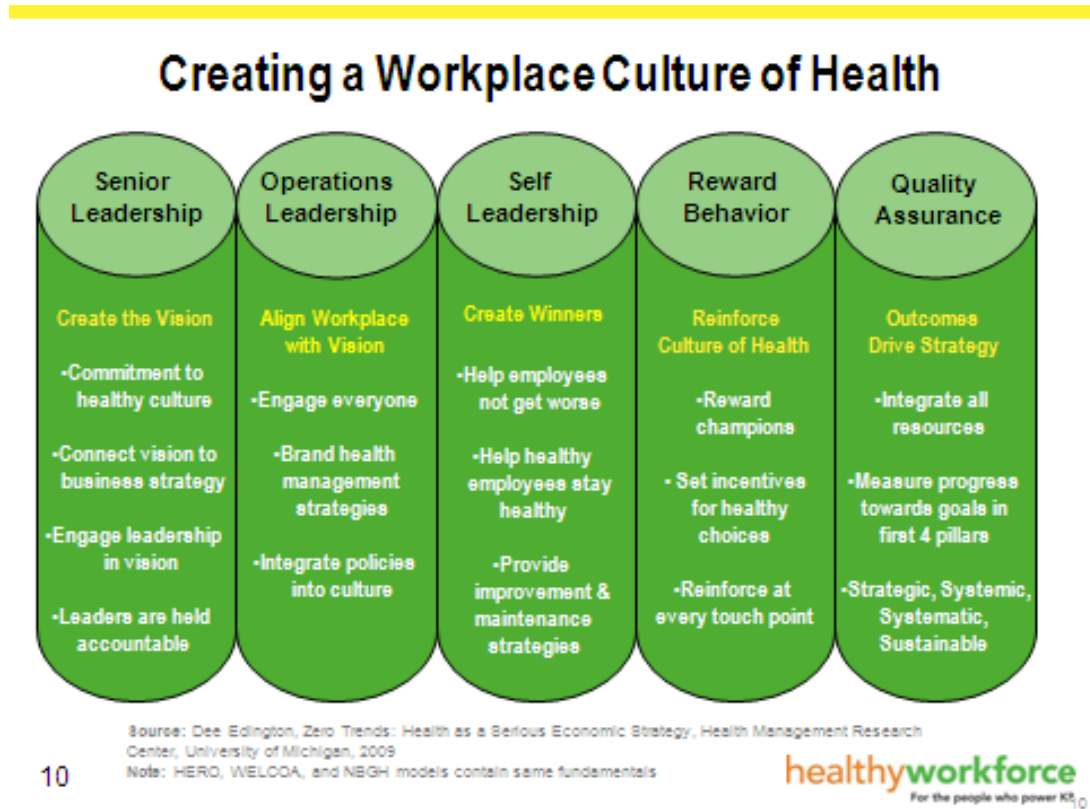 Creating a Workplace Culture of Health
Senior
Leadership
Create the Vision
•Commitment to
healthy culture
•Connect vision to
business strategy
•Engage leadership
in vision
•Leaders are held
accountable
Operations
Leadership
Align Workplace
with Vision
•Engage everyone
•Brand health
management
strategies
•Integrate policies
into culture
Self
Leadership
Create Winners
•Help employees
not get worse
•Help healthy
employees stay
healthy
•Provide
improvement &
maintenance
strategies
Reward
Behavior
Reinforce
Culture of Health
•Reward
champions
• Set incentives
for healthy
choices
•Reinforce at
every touch point
Quality
Assurance
Outcomes
Drive Strategy
•Integrate all
resources
•Measure progress
towards goals in
first 4 pillars
•Strategic, Systemic,
Systematic,
Sustainable
Source: Dee Edington, Zero Trends: Health as a Serious Economic Strategy, Health Management Research
Center, University of Michigan, 2009
Note: HERO, WELCOA, and NBGH models contain same fundamentals
10
healthyworkforce
For the people who power KP
10